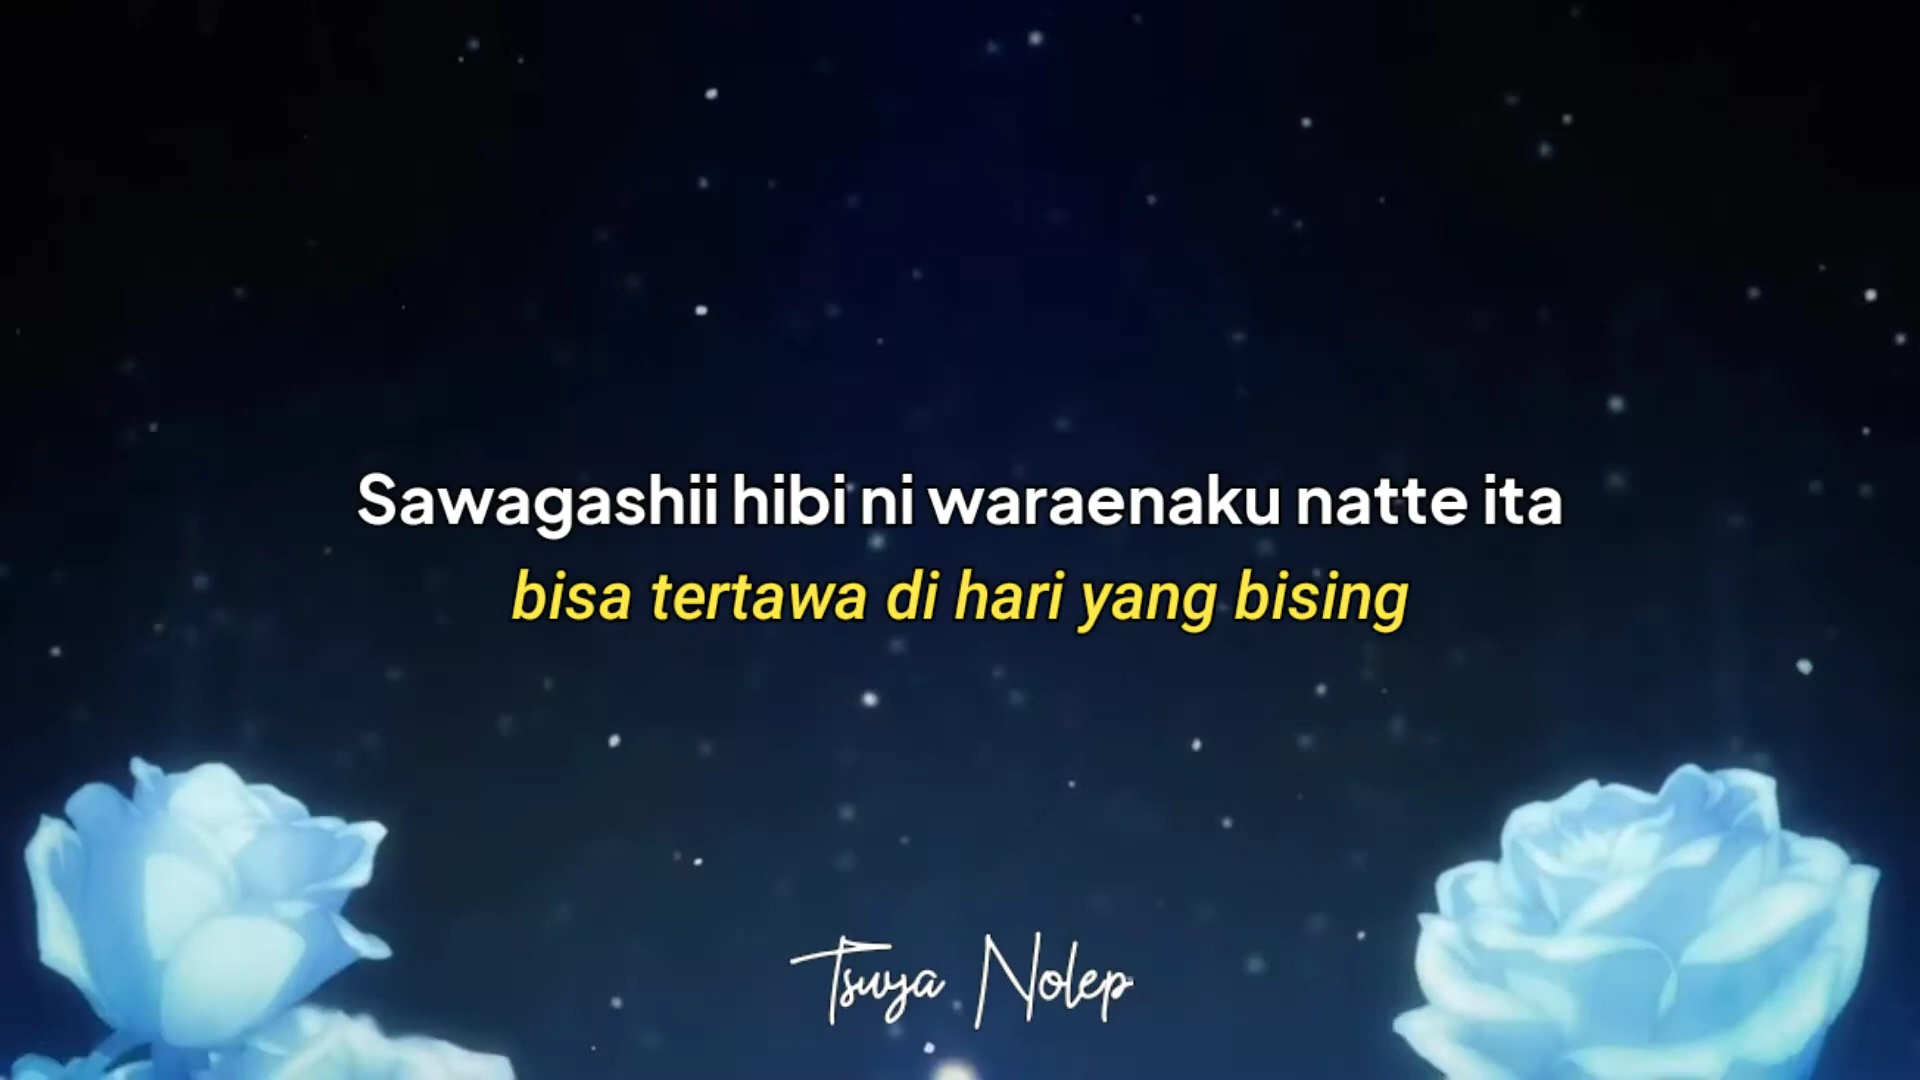 Sawagashii hibi ni waraenaku natte ita
bisa tertawa di hari yang bising
Tsuya Nolep